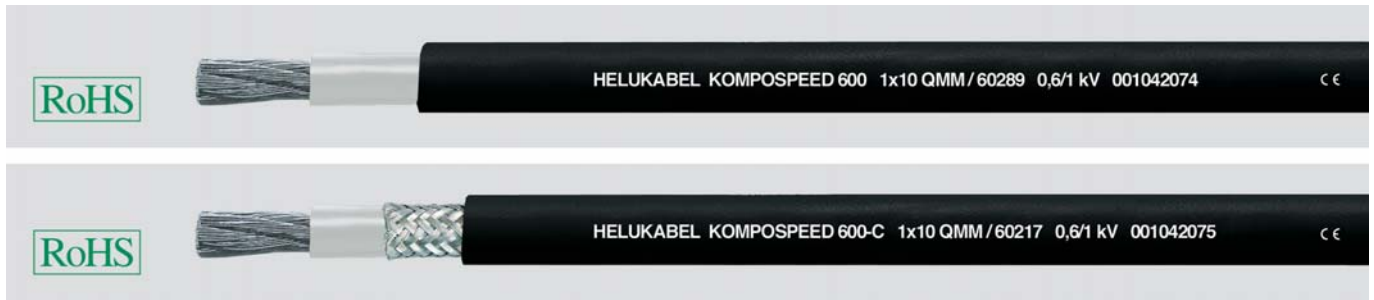 RoHS
HELUKABEL KOMPOSPEED 600 1x10 QMM / 60289 0,6/1 kV 001042074 CE
RoHS
HELUKABEL KOMPOSPEED 600-C 1x10 QMM / 60217 0,6/1 kV 001042075 CE